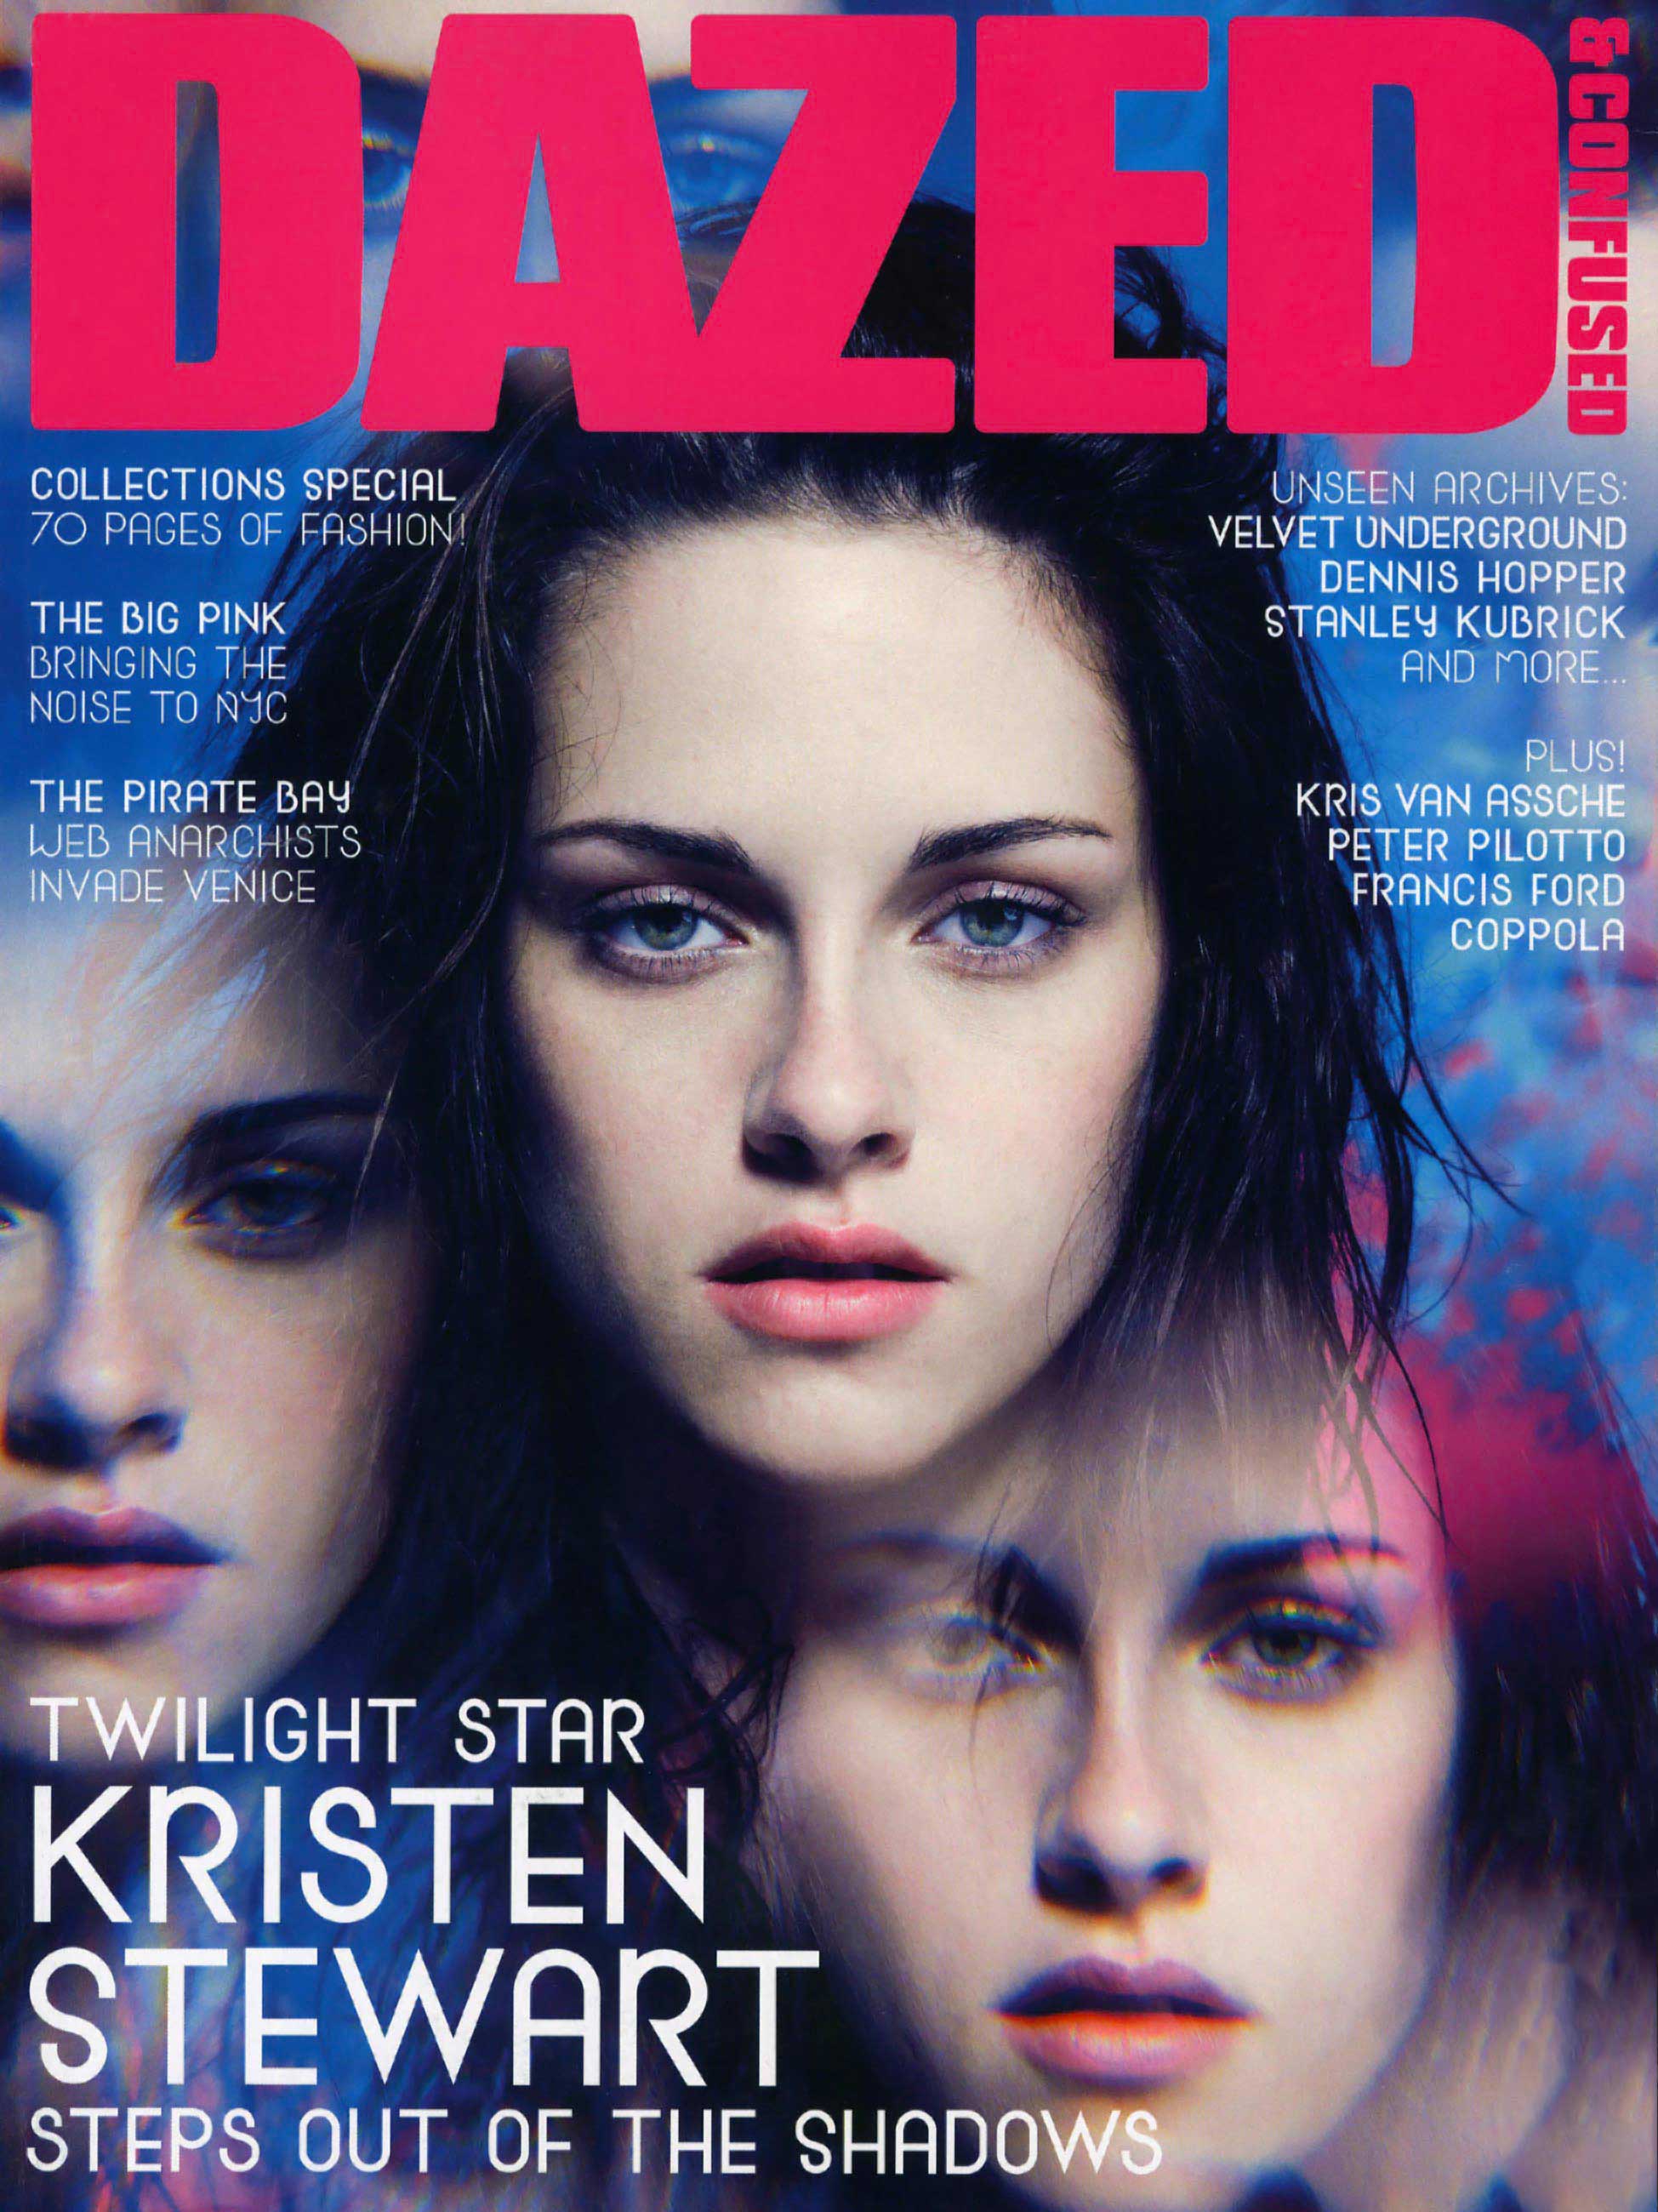 DAZED
& CONFUSED
COLLECTIONS SPECIAL
70 PAGES OF FASHION!
THE BIG PINK
BRINGING THE
NOISE TO NYC
THE PIRATE BAY
WEB ANARCHISTS
INVADE VENICE
UNSEEN ARCHIVES:
VELVET UNDERGROUND
DENNIS HOPPER
STANLEY KUBRICK
AND MORE...
PLUS!
KRIS VAN ASSCHE
PETER PILOTTO
FRANCIS FORD
COPPOLA
TWILIGHT STAR
KRISTEN
STEWART
STEPS OUT OF THE SHADOWS